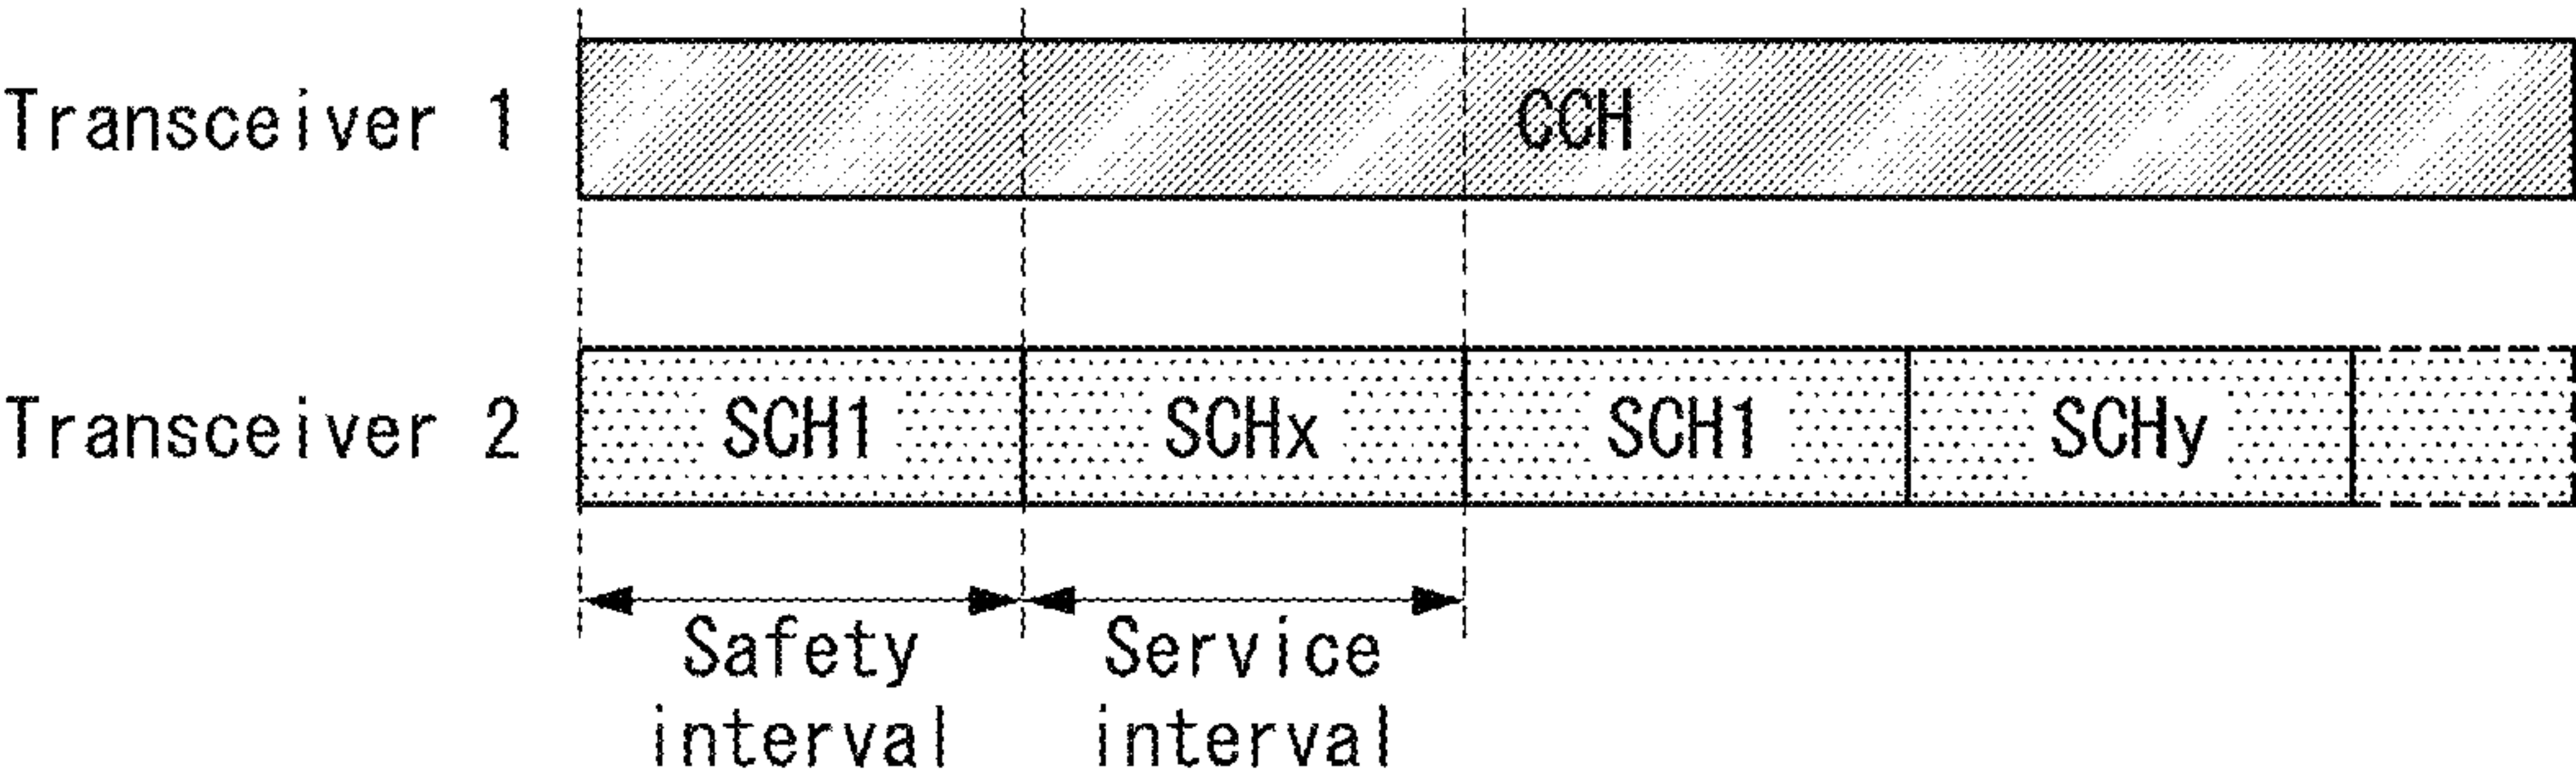 Transceiver 1
CCH
Transceiver 2
SCH1
SCHx
SCH1
SCHy
Safety
interval
Service
interval